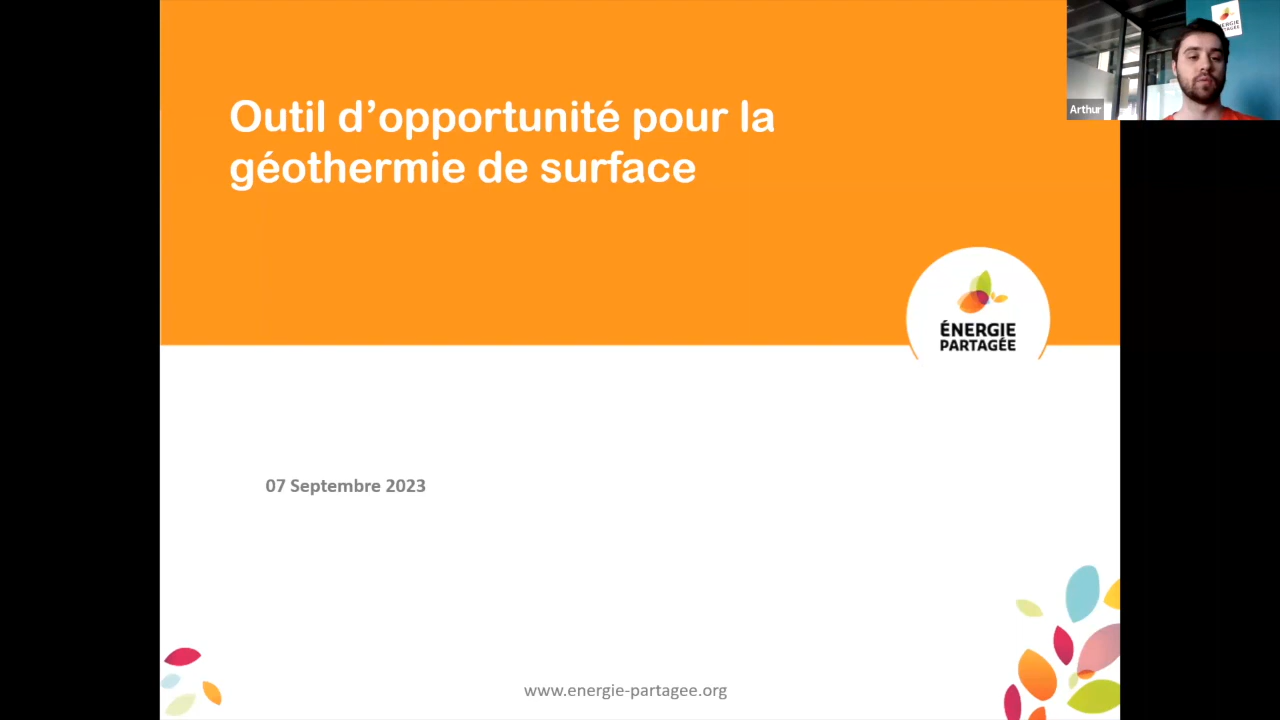 Outil d’opportunité pour la
géothermie de surface
ÉNERGIE
PARTAGÉE
07 Septembre 2023
www.energie-partagee.org
Arthur